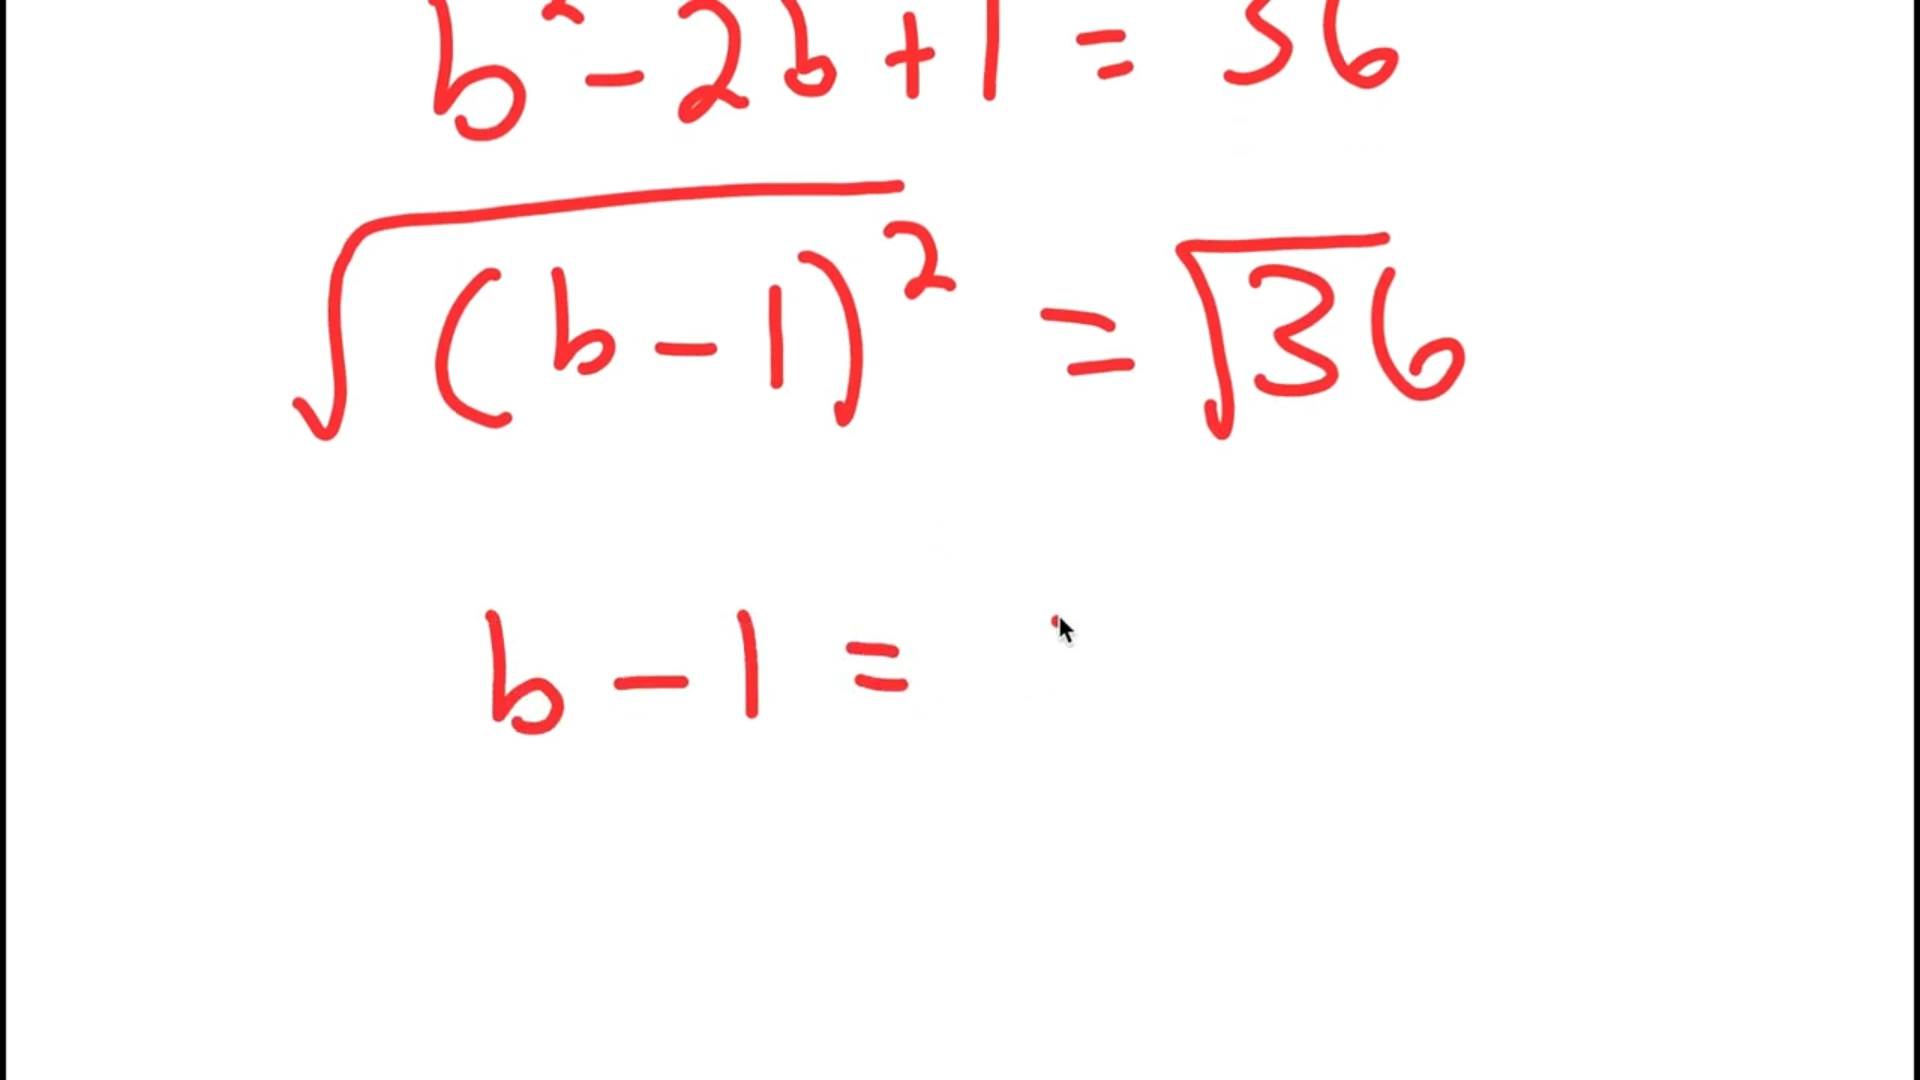 b² - 2b + 1 = 36
√(b - 1)² = √36
b - 1 =